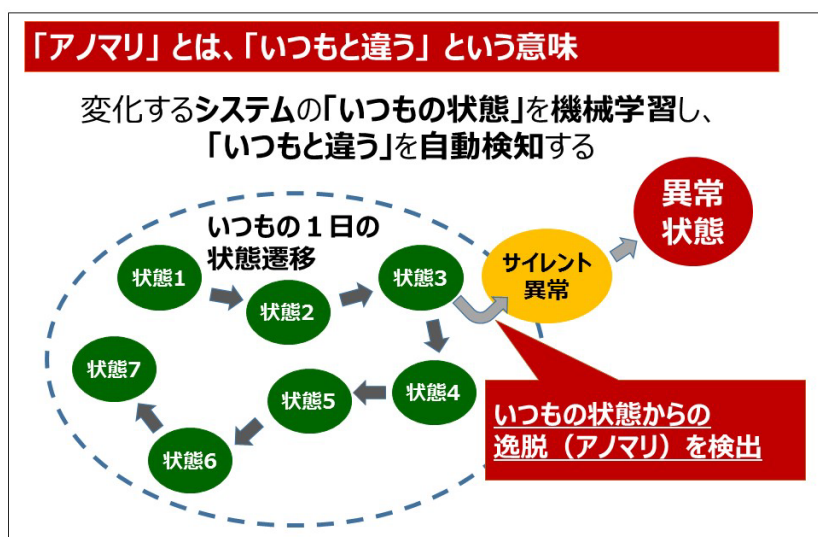 「アノマリ」とは、「いつもと違う」という意味
変化するシステムの「いつもの状態」を機械学習し、
「いつもと違う」を自動検知する
異常
状態
いつもの１日の
状態遷移
サイレント
異常
状態1
状態2
状態3
状態4
状態5
状態6
状態7
いつもの状態からの
逸脱（アノマリ）を検出